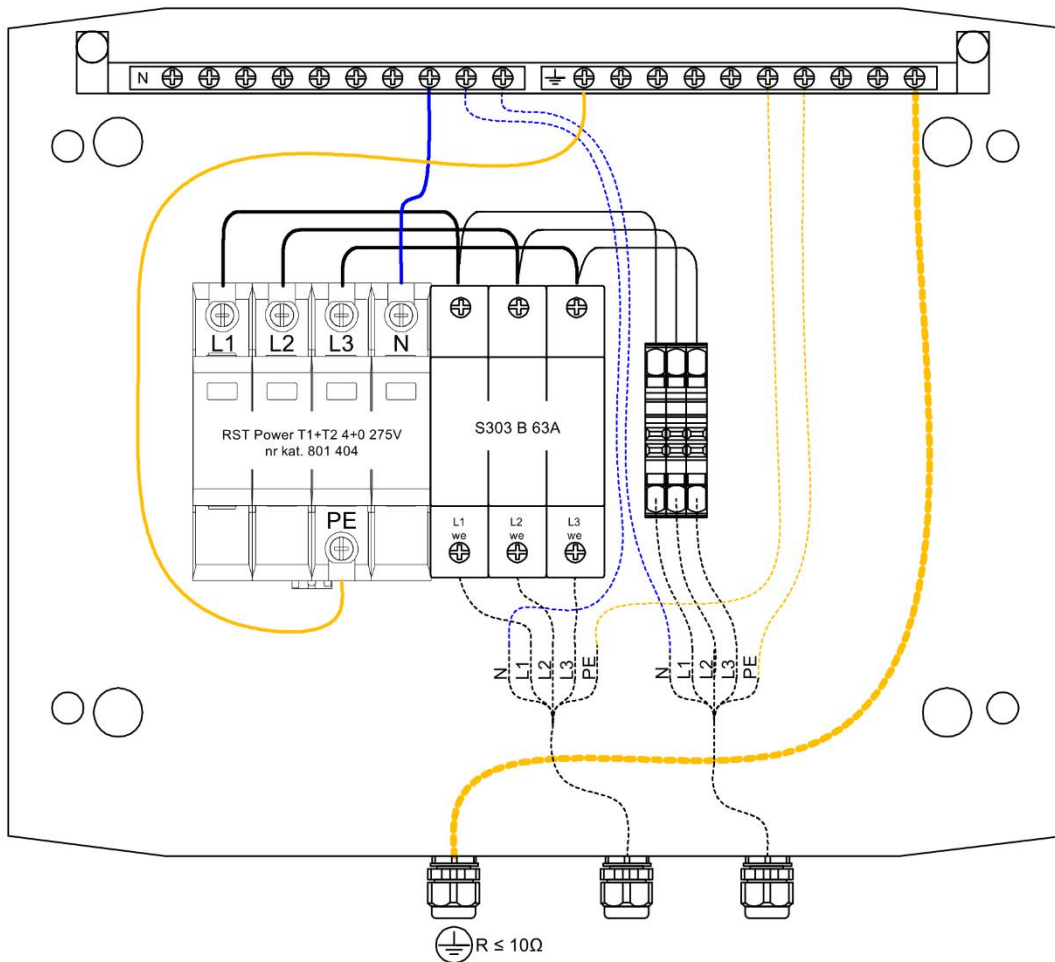 N
L1 L2 L3 N
RST Power T1+T2 4+0 275V
nr kat. 801 404
S303 B 63A
PE
L1 we
L2 we
L3 we
N L1 L2 L3 PE
N L1 L2 L3 PE
R ≤ 10Ω